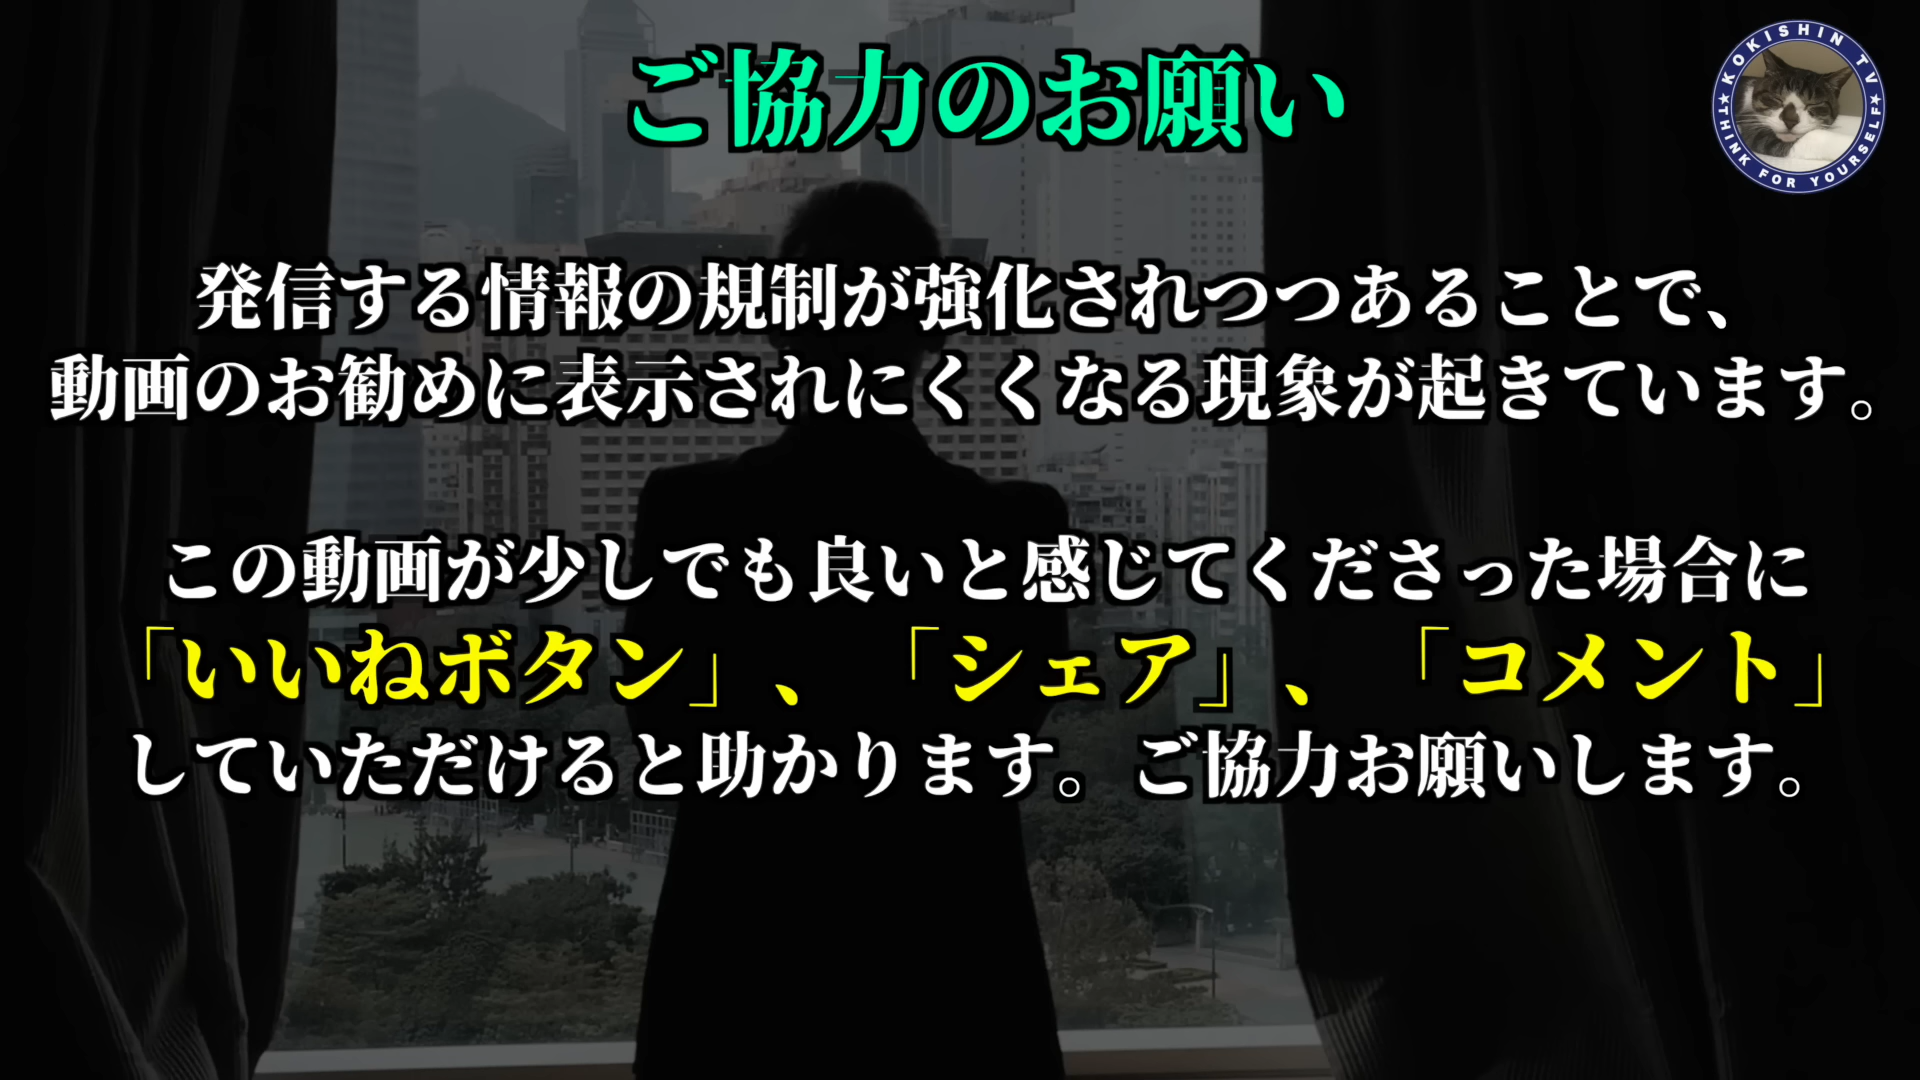 ご協力のお願い
KOKISHIN TV
THINK FOR YOURSELF
発信する情報の規制が強化されつつあることで、
動画のお勧めに表示されにくくなる現象が起きています。
この動画が少しでも良いと感じてくださった場合に
「いいねボタン」、「シェア』、「コメント」
していただけると助かります。ご協力お願いします。